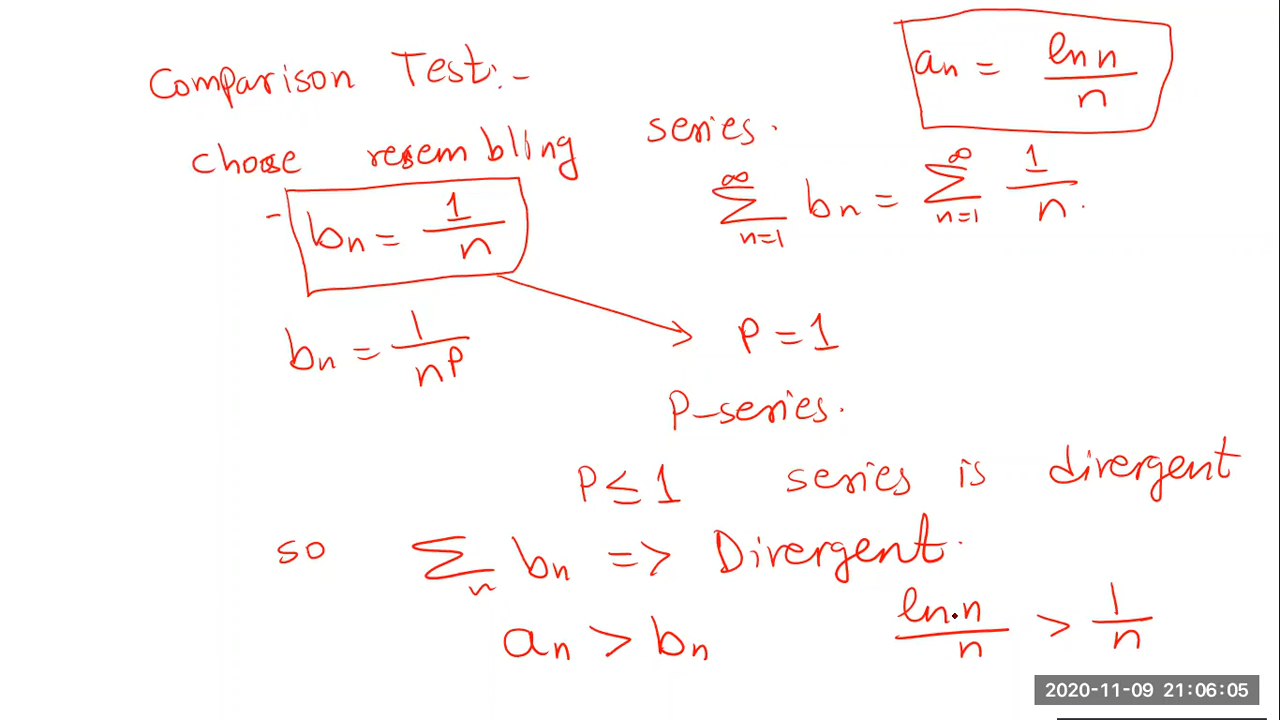 Comparison Test:-
an = ln n / n
choose resembling series.
bn = 1/n
∑_{n=1}^{∞} bn = ∑_{n=1}^{∞} 1/n.
bn = 1/n^p
P = 1
P-series.
P ≤ 1 series is divergent
so ∑_n bn => Divergent.
an > bn ln n / n > 1/n
2020-11-09 21:06:05